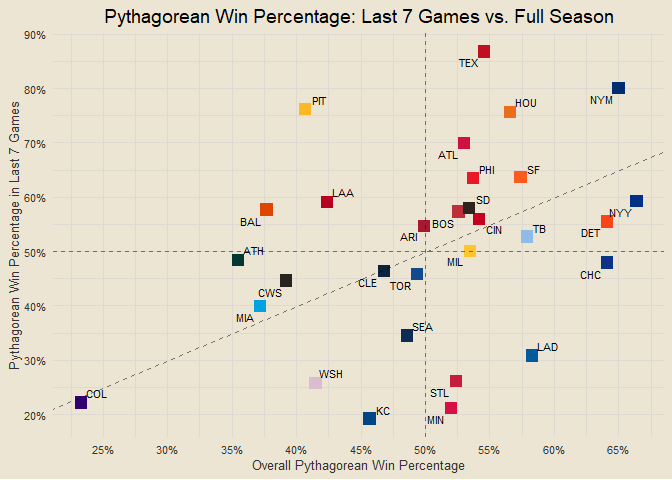 Pythagorean Win Percentage: Last 7 Games vs. Full Season
90%
TEX
80%
NYM
PIT
HOU
70%
ATL
PHI
SF
60%
LAA
SD
BAL
BOS
NYY
ARI
CIN
TB
DET
50%
ATH
MIL
CHC
CLE
TOR
CWS
40%
MIA
SEA
LAD
30%
WSH
STL
COL
KC
MIN
20%
25%
30%
35%
40%
45%
50%
55%
60%
65%
Overall Pythagorean Win Percentage
Pythagorean Win Percentage in Last 7 Games